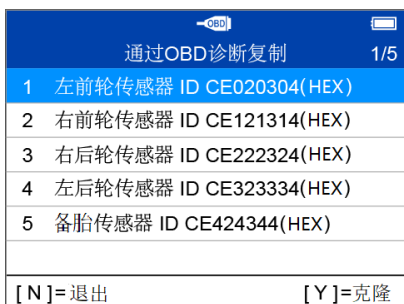 OBD
通过OBD诊断复制 1/5
1 左前轮传感器 ID CE020304(HEX)
2 右前轮传感器 ID CE121314(HEX)
3 右后轮传感器 ID CE222324(HEX)
4 左后轮传感器 ID CE323334(HEX)
5 备胎传感器 ID CE424344(HEX)
[N]=退出 [Y]=克隆